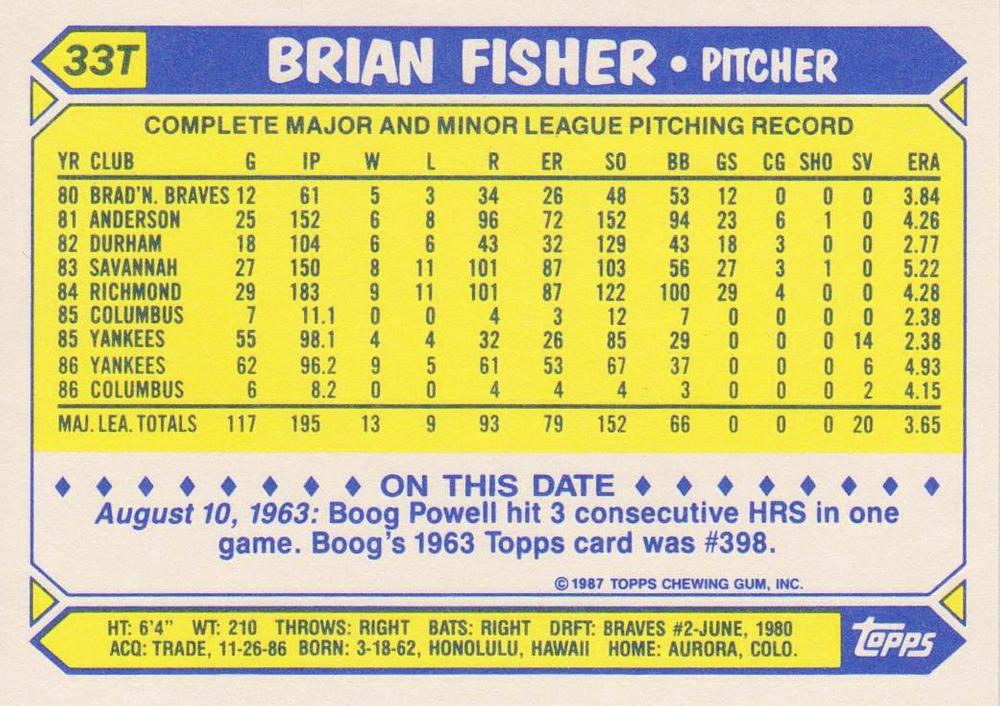 33T BRIAN FISHER • PITCHER
COMPLETE MAJOR AND MINOR LEAGUE PITCHING RECORD
YR CLUB G IP W L R ER SO BB GS CG SHO SV ERA
80 BRAD'N. BRAVES 12 61 5 3 34 26 48 53 12 0 0 0 3.84
81 ANDERSON 25 152 6 8 96 72 152 94 23 6 1 0 4.26
82 DURHAM 18 104 6 6 43 32 129 43 18 3 0 0 2.77
83 SAVANNAH 27 150 8 11 101 87 103 56 27 3 1 0 5.22
84 RICHMOND 29 183 9 11 101 87 122 100 29 4 0 0 4.28
85 COLUMBUS 7 11.1 0 0 4 3 12 7 0 0 0 0 2.38
85 YANKEES 55 98.1 4 4 32 26 85 29 0 0 0 14 2.38
86 YANKEES 62 96.2 9 5 61 53 67 37 0 0 0 6 4.93
86 COLUMBUS 6 8.2 0 0 4 4 4 3 0 0 0 2 4.15
MAJ. LEA. TOTALS 117 195 13 9 93 79 152 66 0 0 0 20 3.65
ON THIS DATE
August 10, 1963: Boog Powell hit 3 consecutive HRS in one
game. Boog's 1963 Topps card was #398.
© 1987 TOPPS CHEWING GUM, INC.
HT: 6'4" WT: 210 THROWS: RIGHT BATS: RIGHT DRFT: BRAVES #2-JUNE, 1980
ACQ: TRADE, 11-26-86 BORN: 3-18-62, HONOLULU, HAWAII HOME: AURORA, COLO.
topps